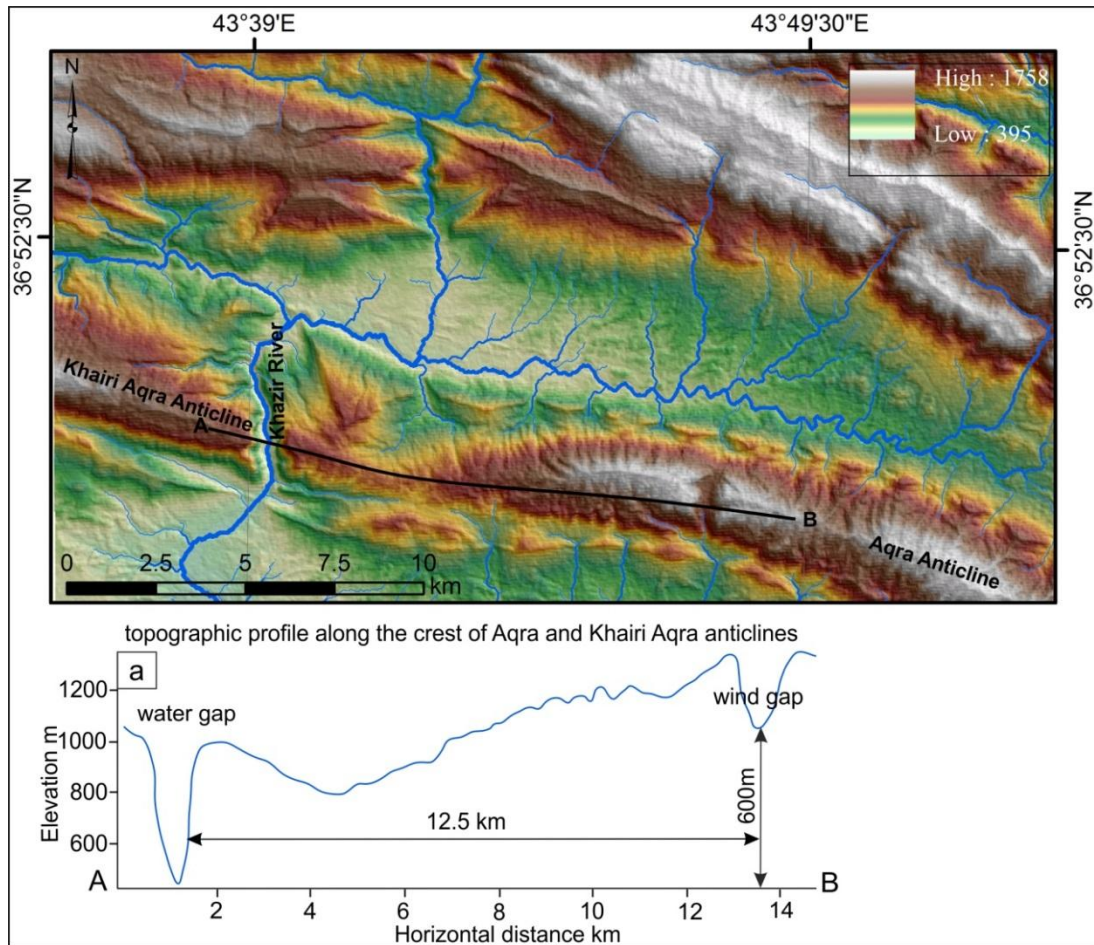 43°39'E
43°49'30"E
N
High : 1758
Low : 395
36°52'30"N
36°52'30"N
Khazir River
Khairi Aqra Anticline
A
B
Aqra Anticline
0 2.5 5 7.5 10
km
topographic profile along the crest of Aqra and Khairi Aqra anticlines
a
1200
water gap
wind gap
1000
800
600
Elevation m
12.5 km
600m
A
B
2 4 6 8 10 12 14
Horizontal distance km